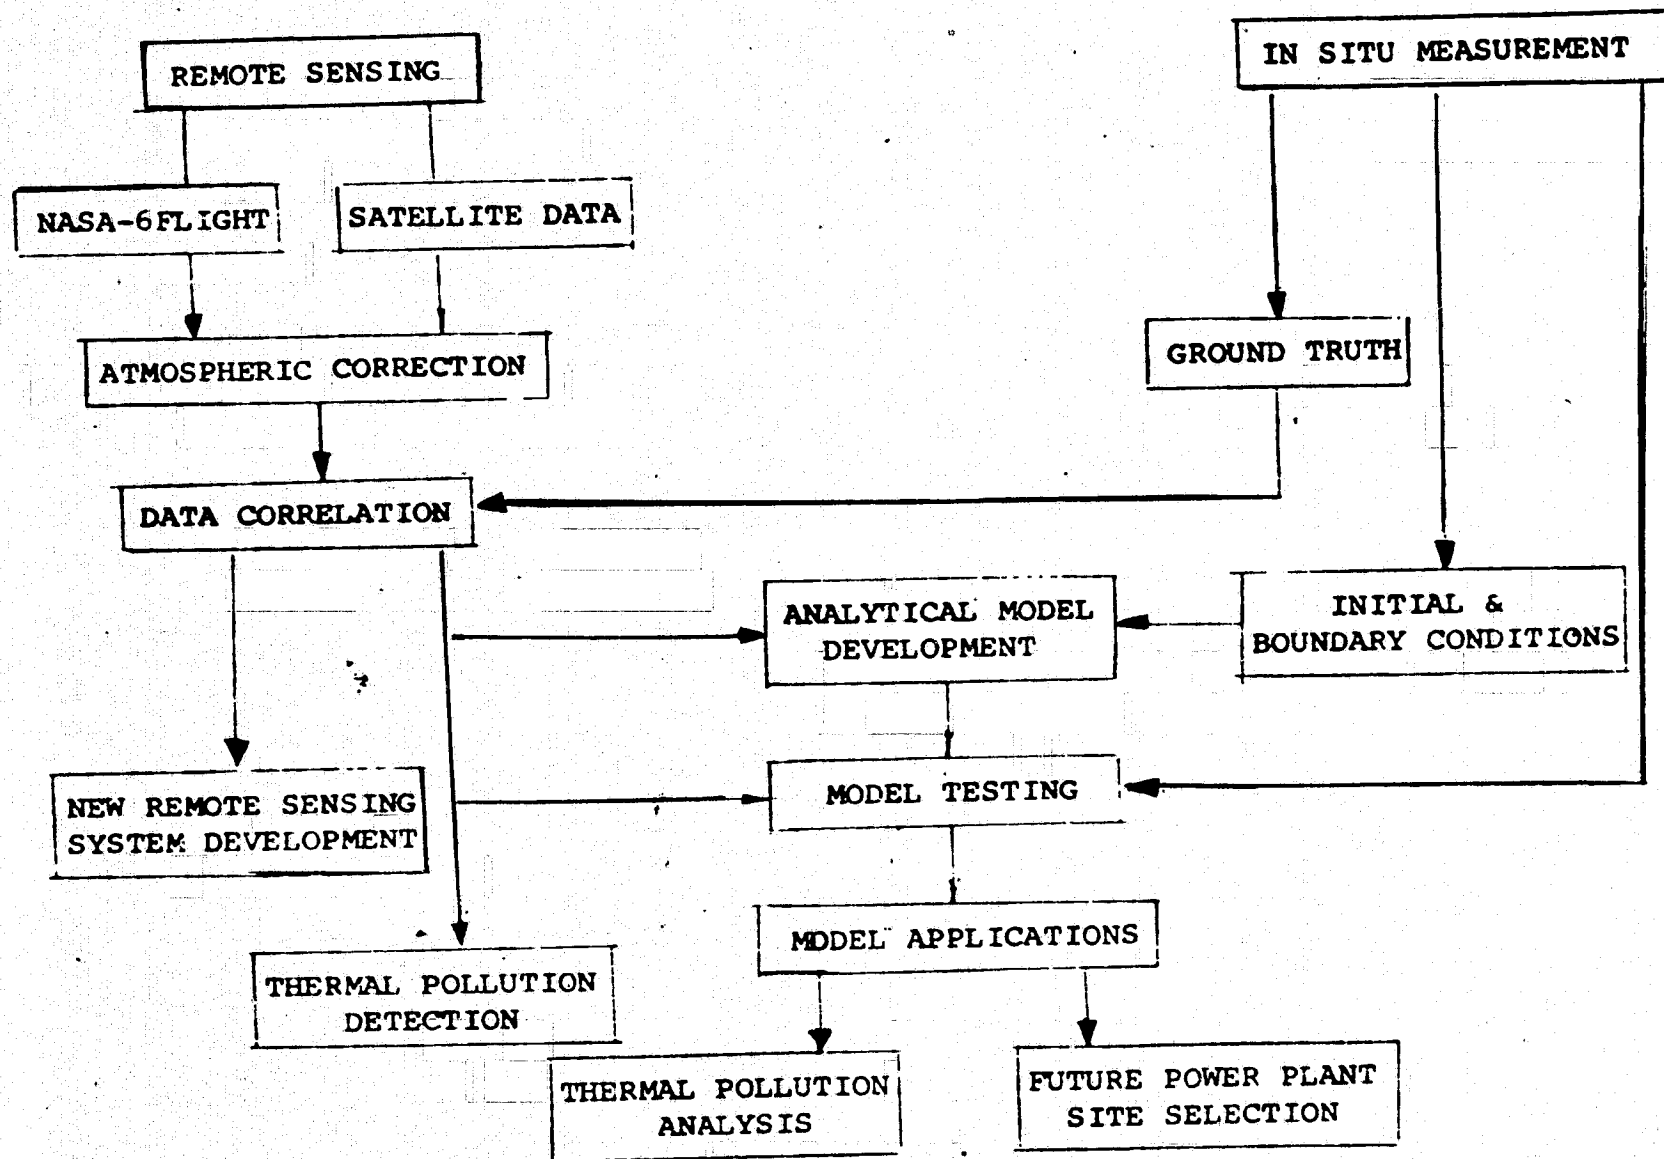 REMOTE SENSING
IN SITU MEASUREMENT
NASA-6FLIGHT
SATELLITE DATA
ATMOSPHERIC CORRECTION
GROUND TRUTH
DATA CORRELATION
ANALYTICAL MODEL
DEVELOPMENT
INITIAL &
BOUNDARY CONDITIONS
NEW REMOTE SENSING
SYSTEM DEVELOPMENT
MODEL TESTING
MODEL APPLICATIONS
THERMAL POLLUTION
DETECTION
THERMAL POLLUTION
ANALYSIS
FUTURE POWER PLANT
SITE SELECTION